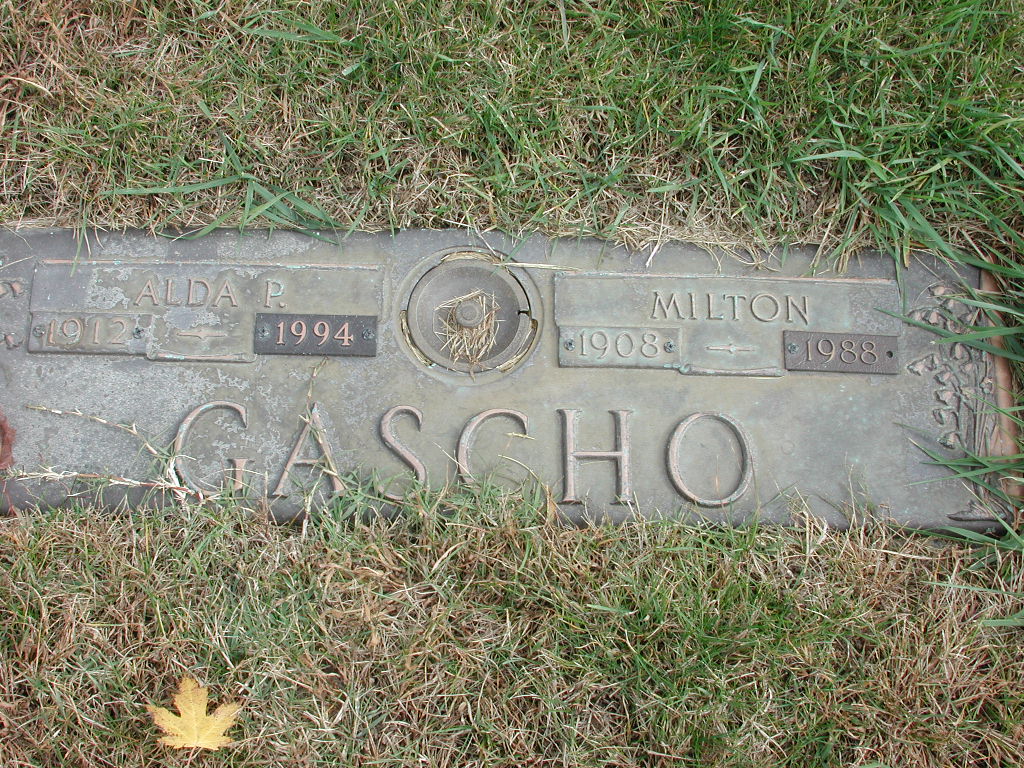 ALDA P.
1912 1994
MILTON
1908 1988
GASCHO